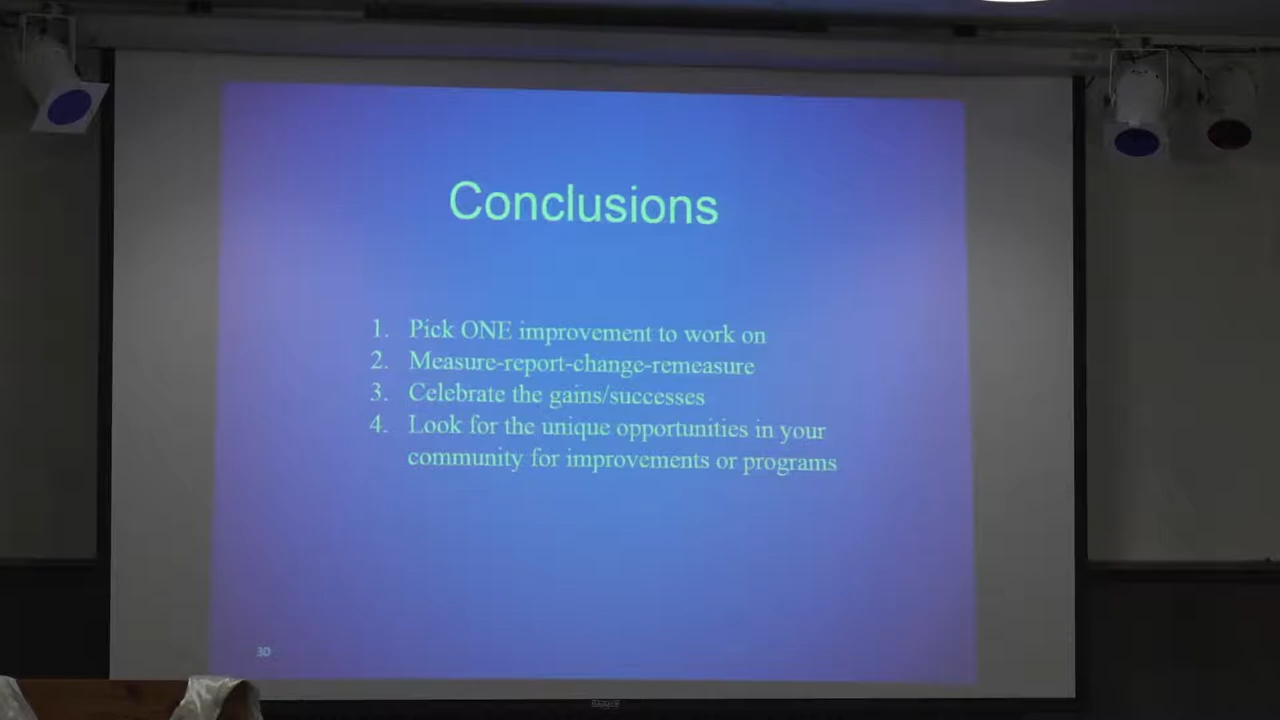 Conclusions
1. Pick ONE improvement to work on
2. Measure-report-change-remeasure
3. Celebrate the gains/successes
4. Look for the unique opportunities in your
community for improvements or programs
30